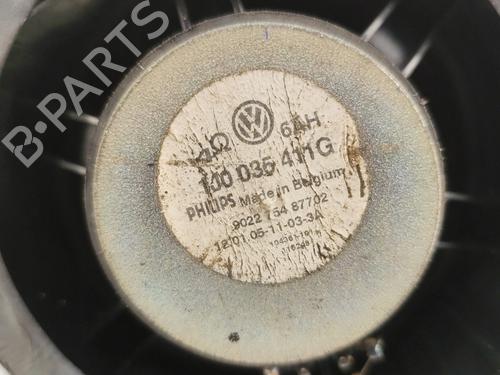 B-PARTS
4Ω 6AH
1J0 035 411G
PHILIPS Made in Belgium
9022 754 87702
12.01.05-11-03-3A